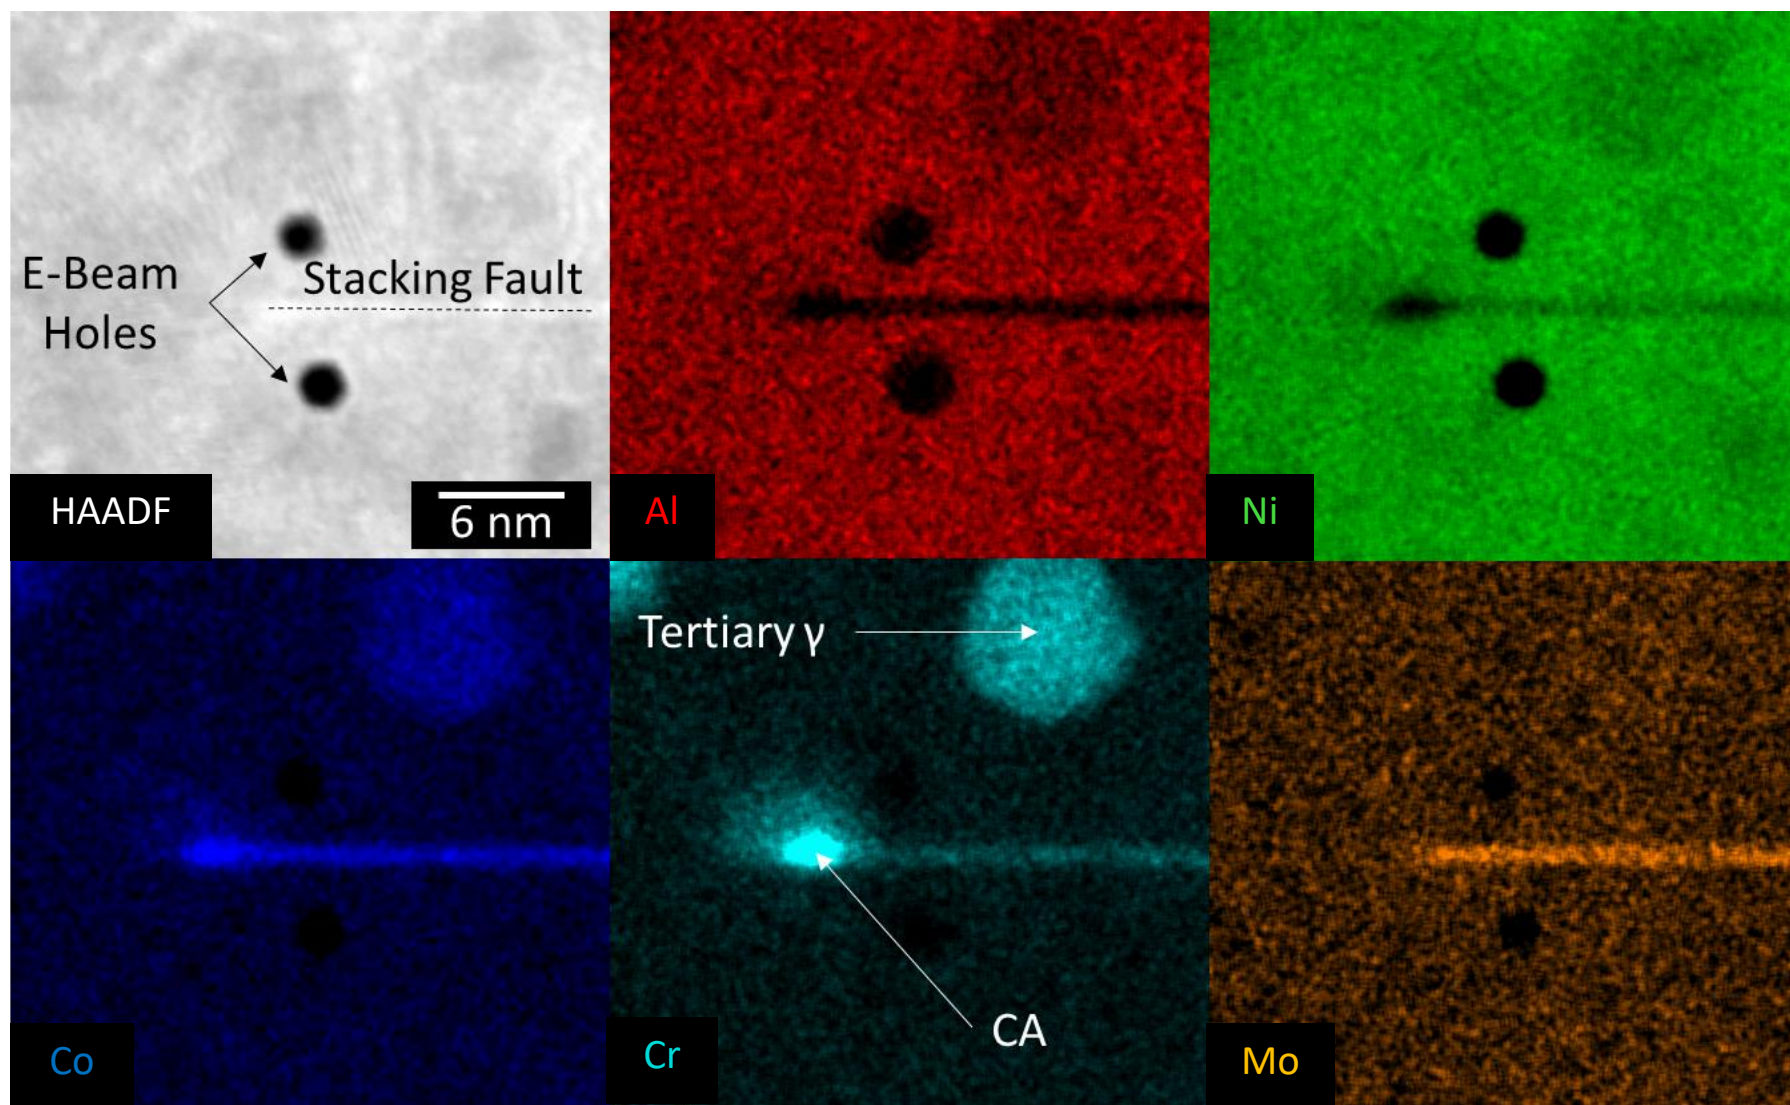 E-Beam
Holes
Stacking Fault
HAADF
6 nm
Al
Ni
Tertiary γ
CA
Co
Cr
Mo